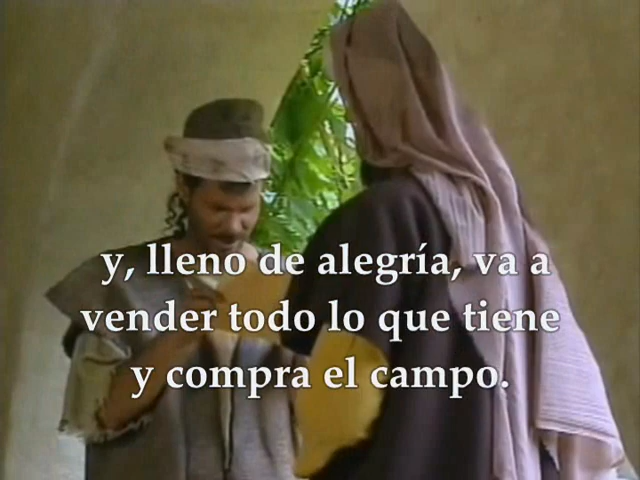 y, lleno de alegría, va a
vender todo lo que tiene
y compra el campo.